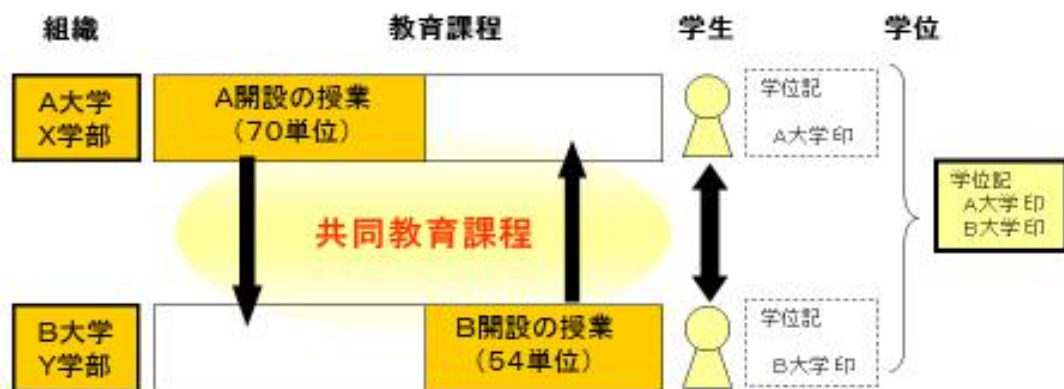 組織 教育課程 学生 学位
A大学
X学部
A開設の授業
(70単位)
学位記
A大学印
共同教育課程
学位記
A大学印
B大学印
B大学
Y学部
B開設の授業
(54単位)
学位記
B大学印